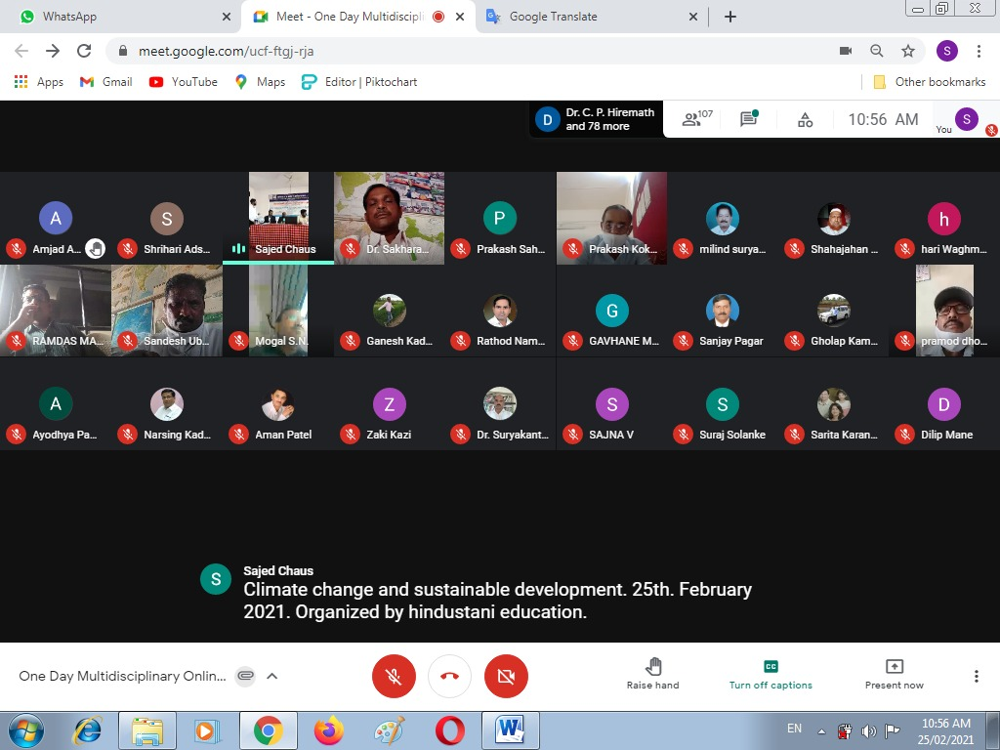 WhatsApp
Meet - One Day Multidiscipli
Google Translate
meet.google.com/ucf-ftgj-rja
S
Apps
Gmail
YouTube
Maps
Editor | Piktochart
Other bookmarks
D
Dr. C. P. Hiremath
and 78 more
107
10:56 AM
You
S
A
Amjad A...
S
Shrihari Ads...
Sajed Chaus
Dr. Sakhara...
P
Prakash Sah...
Prakash Kok...
milind surya...
Shahajahan ...
h
hari Waghm...
RAMDAS MA...
Sandesh Ub...
Mogal S.N.
Ganesh Kad...
Rathod Nam...
G
GAVHANE M...
Sanjay Pagar
Gholap Kam...
pramod dho...
A
Ayodhya Pa...
Narsing Kad...
Aman Patel
Z
Zaki Kazi
Dr. Suryakant...
S
SAJNA V
S
Suraj Solanke
Sarita Karan...
D
Dilip Mane
S
Sajed Chaus
Climate change and sustainable development. 25th. February
2021. Organized by hindustani education.
One Day Multidisciplinary Onlin...
Raise hand
CC
Turn off captions
Present now
W
EN
10:56 AM
25/02/2021